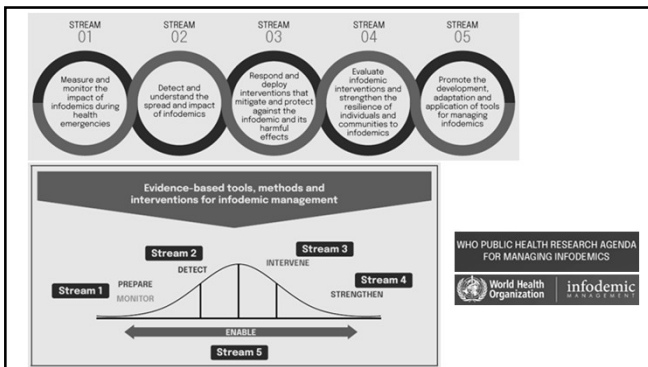 STREAM
01
STREAM
02
STREAM
03
STREAM
04
STREAM
05
Measure and
monitor the
impact of
infodemics during
health
emergencies
Detect and
understand the
spread and impact
of infodemics
Respond and
deploy
interventions that
mitigate and protect
against the
infodemic and its
harmful
effects
Evaluate
infodemic
interventions and
strengthen the
resilience of
individuals and
communities to
infodemics
Promote the
development,
adaptation and
application of tools
for managing
infodemics
Evidence-based tools, methods and
interventions for infodemic management
Stream 1
PREPARE
MONITOR
Stream 2
DETECT
Stream 3
INTERVENE
Stream 4
STRENGTHEN
ENABLE
Stream 5
WHO PUBLIC HEALTH RESEARCH AGENDA
FOR MANAGING INFODEMICS
World Health
Organization
infodemic
MANAGEMENT